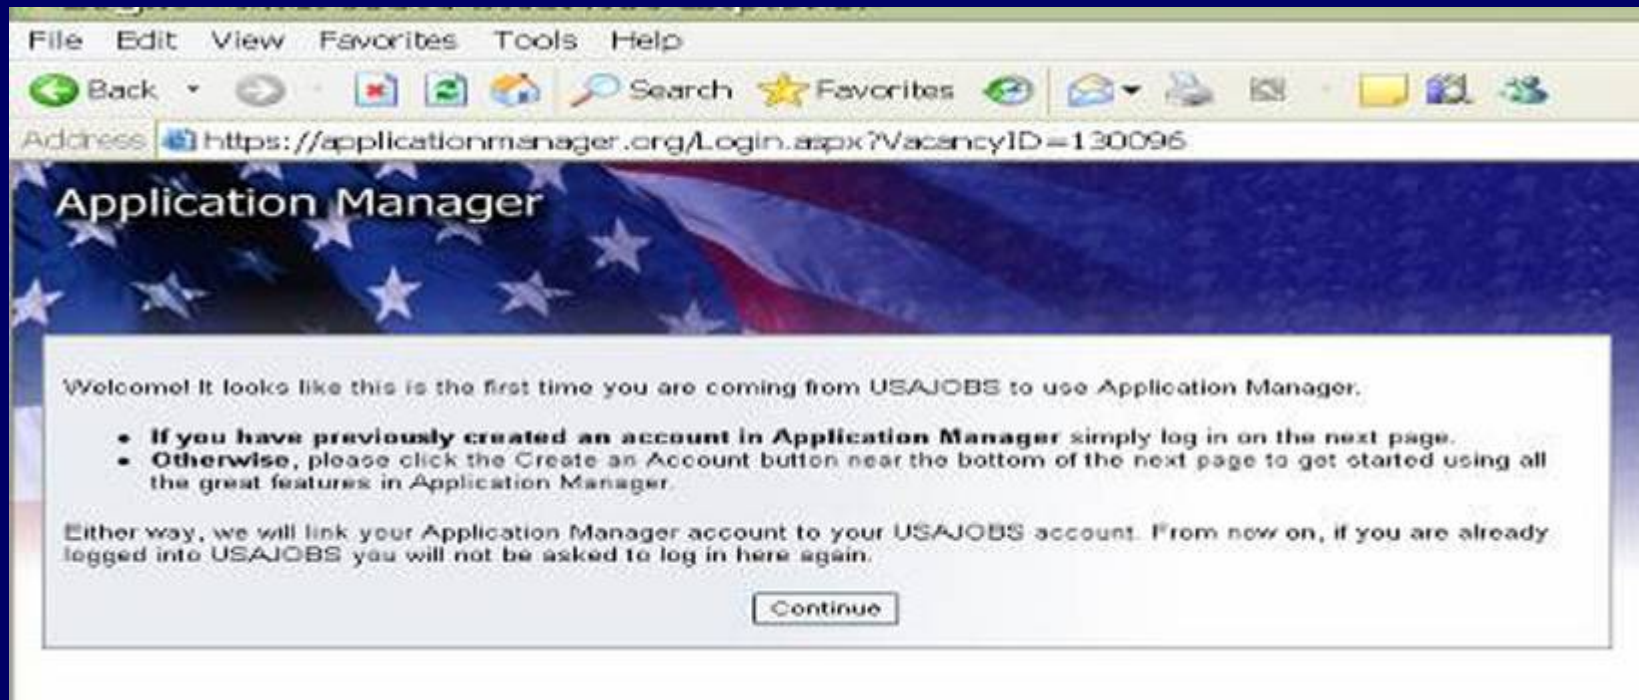 File Edit View Favorites Tools Help
Back Search Favorites
Address https://applicationmanager.org/Login.aspx?VacancyID=130096
Application Manager
Welcome! It looks like this is the first time you are coming from USAJOBS to use Application Manager.
• If you have previously created an account in Application Manager simply log in on the next page.
• Otherwise, please click the Create an Account button near the bottom of the next page to get started using all
the great features in Application Manager.
Either way, we will link your Application Manager account to your USAJOBS account. From now on, if you are already
logged into USAJOBS you will not be asked to log in here again.
Continue